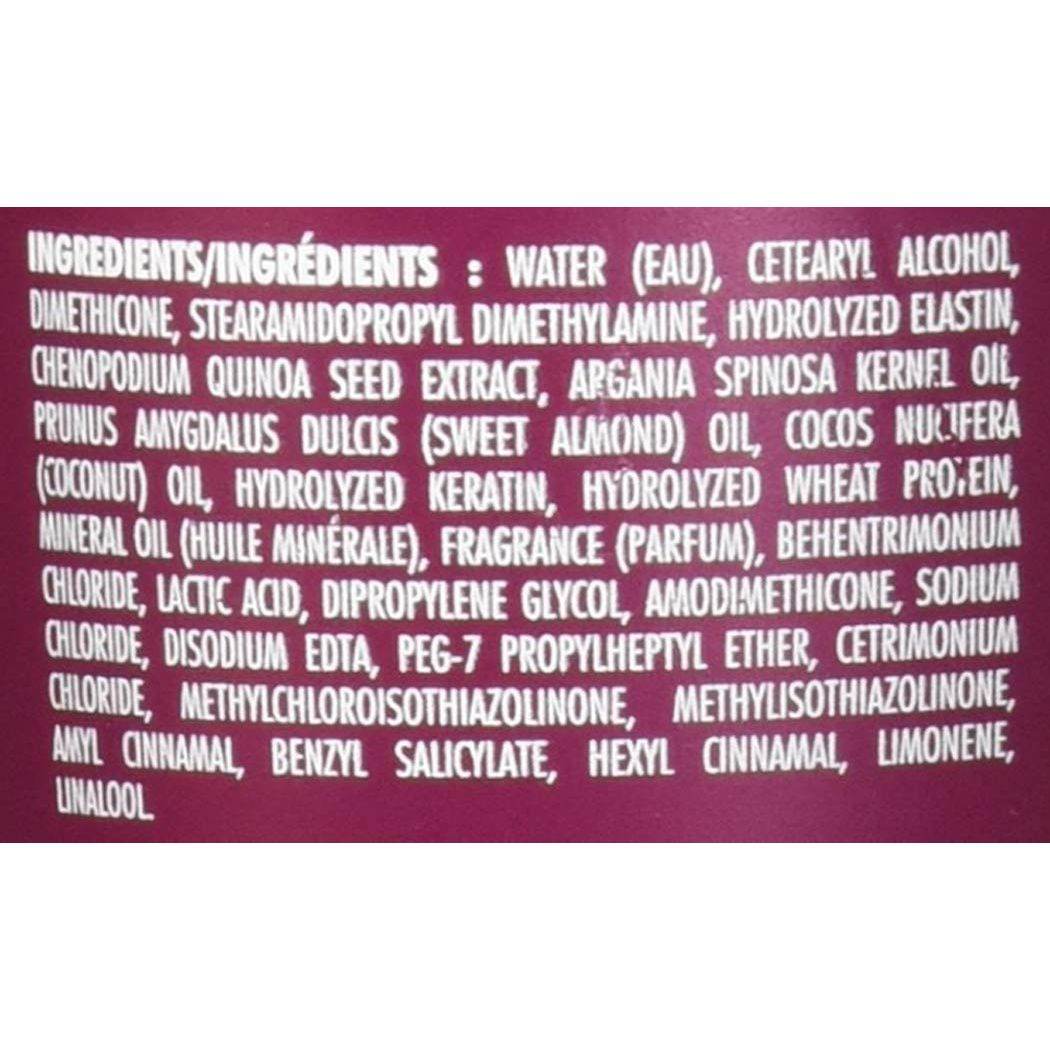 INGREDIENTS/INGRÉDIENTS : WATER (EAU), CETEARYL ALCOHOL,
DIMETHICONE, STEARAMIDOPROPYL DIMETHYLAMINE, HYDROLYZED ELASTIN,
CHENOPODIUM QUINOA SEED EXTRACT, ARGANIA SPINOSA KERNEL OIL,
PRUNUS AMYGDALUS DULCIS (SWEET ALMOND) OIL, COCOS NUCIFERA
(COCONUT) OIL, HYDROLYZED KERATIN, HYDROLYZED WHEAT PROTEIN,
MINERAL OIL (HUILE MINÉRALE), FRAGRANCE (PARFUM), BEHENTRIMONIUM
CHLORIDE, LACTIC ACID, DIPROPYLENE GLYCOL, AMODIMETHICONE, SODIUM
CHLORIDE, DISODIUM EDTA, PEG-7 PROPYLHEPTYL ETHER, CETRIMONIUM
CHLORIDE, METHYLCHLOROISOTHIAZOLINONE, METHYLISOTHIAZOLINONE,
AMYL CINNAMAL, BENZYL SALICYLATE, HEXYL CINNAMAL, LIMONENE,
LINALOOL.